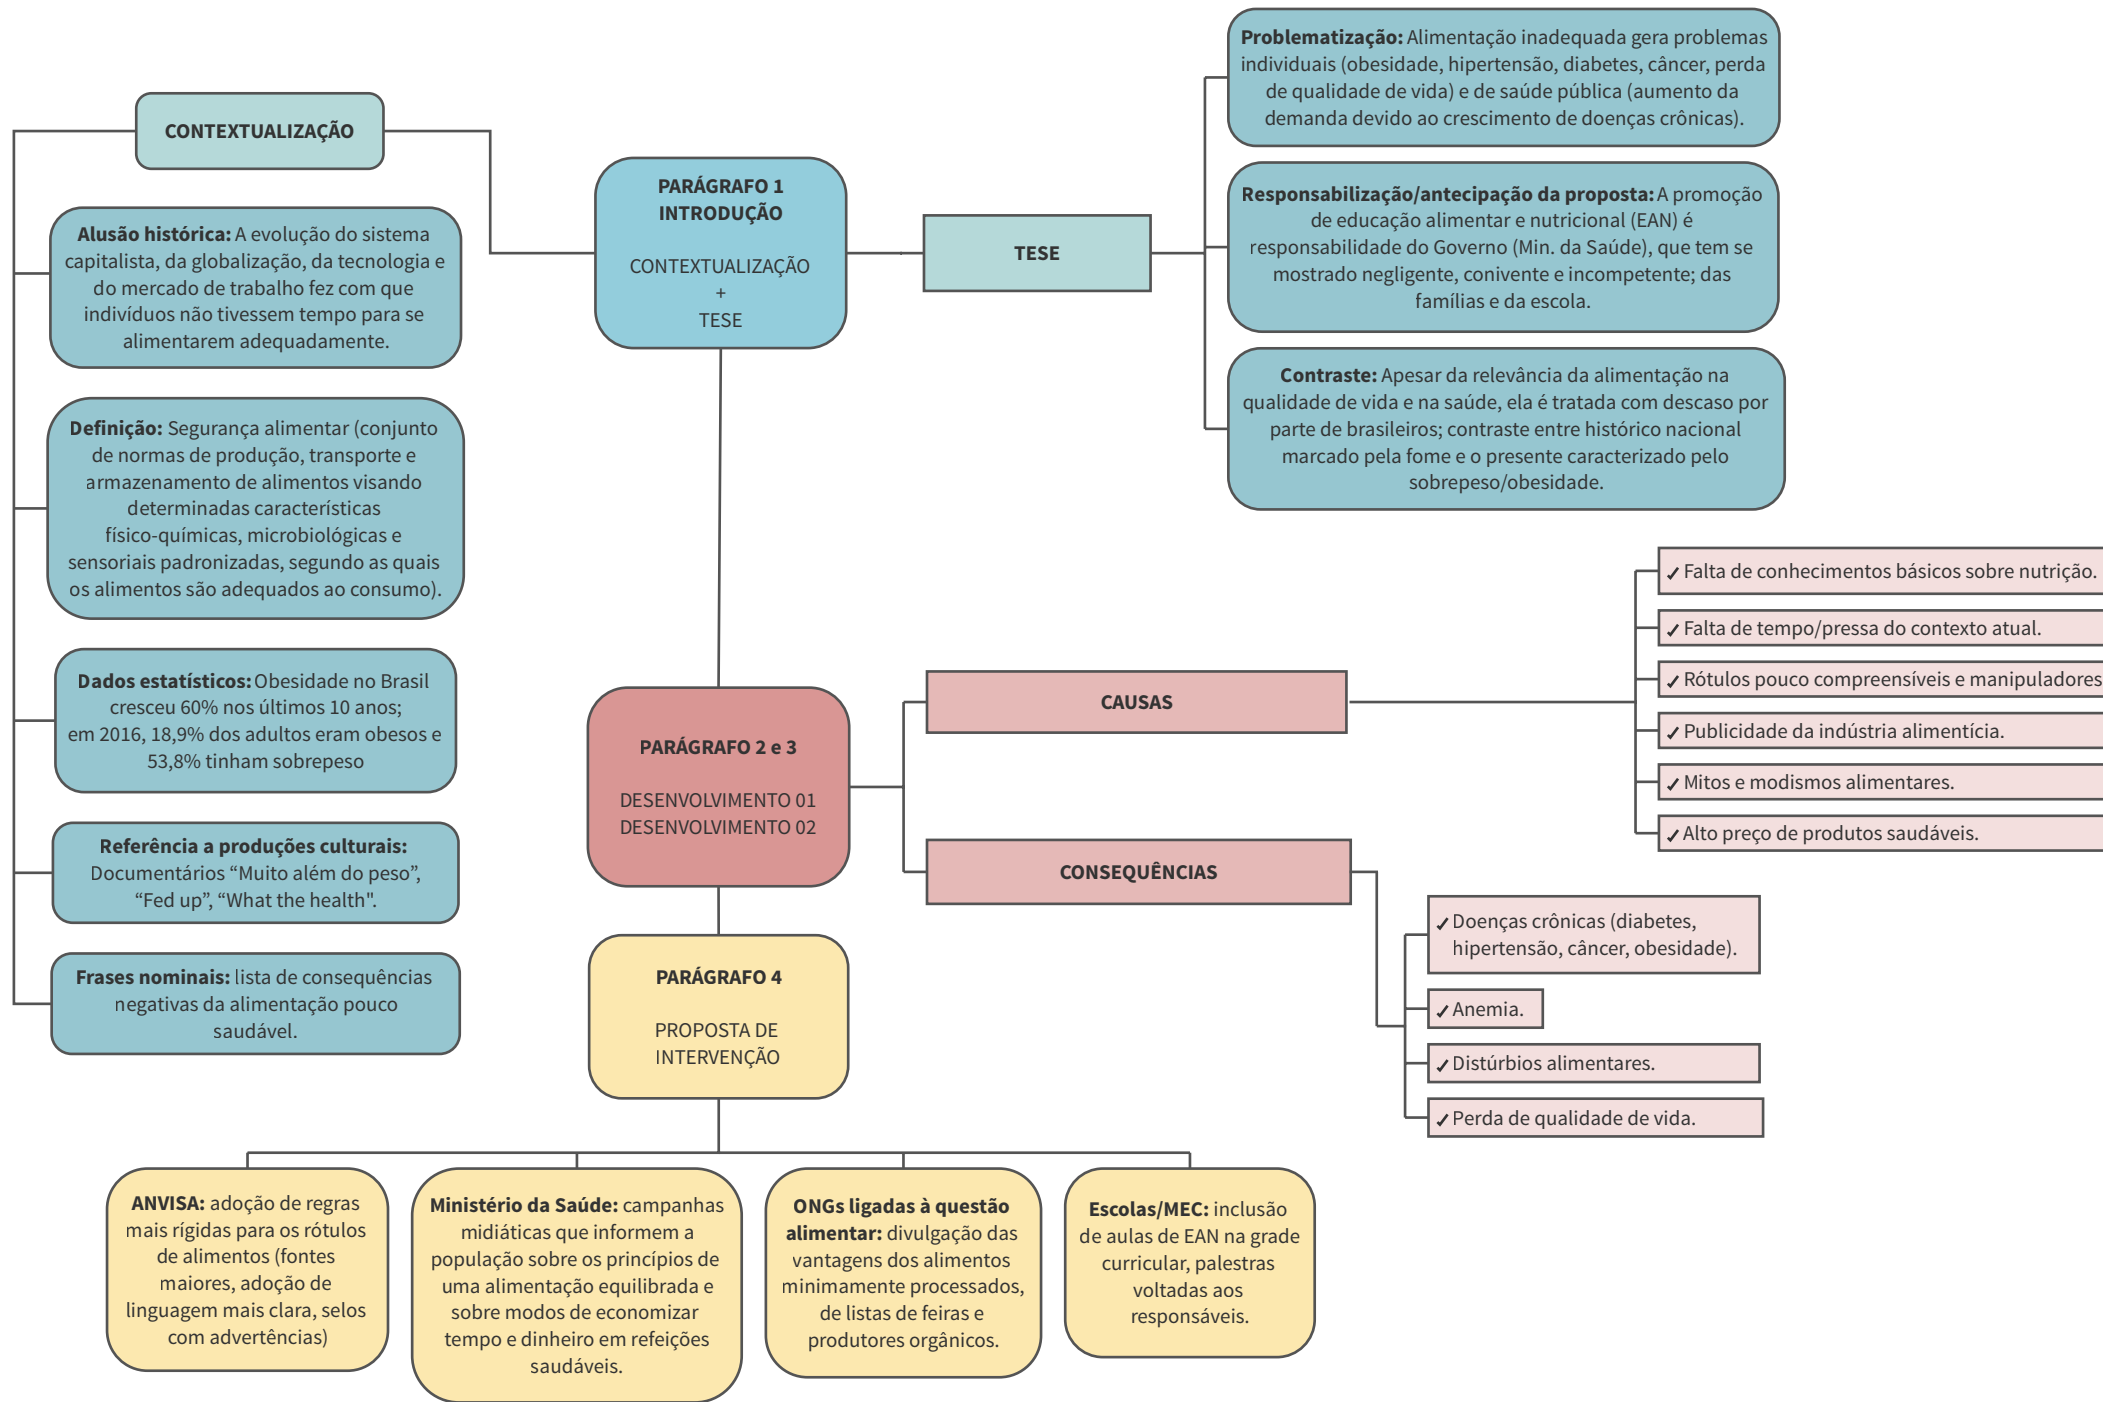 CONTEXTUALIZAÇÃO
Alusão histórica: A evolução do sistema
capitalista, da globalização, da tecnologia e
do mercado de trabalho fez com que
indivíduos não tivessem tempo para se
alimentarem adequadamente.
Definição: Segurança alimentar (conjunto
de normas de produção, transporte e
armazenamento de alimentos visando
determinadas características
físico-químicas, microbiológicas e
sensoriais padronizadas, segundo as quais
os alimentos são adequados ao consumo).
Dados estatísticos: Obesidade no Brasil
cresceu 60% nos últimos 10 anos;
em 2016, 18,9% dos adultos eram obesos e
53,8% tinham sobrepeso
Referência a produções culturais:
Documentários “Muito além do peso”,
“Fed up”, “What the health".
Frases nominais: lista de consequências
negativas da alimentação pouco
saudável.
PARÁGRAFO 1
INTRODUÇÃO
CONTEXTUALIZAÇÃO
+
TESE
TESE
Problematização: Alimentação inadequada gera problemas
individuais (obesidade, hipertensão, diabetes, câncer, perda
de qualidade de vida) e de saúde pública (aumento da
demanda devido ao crescimento de doenças crônicas).
Responsabilização/antecipação da proposta: A promoção
de educação alimentar e nutricional (EAN) é
responsabilidade do Governo (Min. da Saúde), que tem se
mostrado negligente, conivente e incompetente; das
famílias e da escola.
Contraste: Apesar da relevância da alimentação na
qualidade de vida e na saúde, ela é tratada com descaso por
parte de brasileiros; contraste entre histórico nacional
marcado pela fome e o presente caracterizado pelo
sobrepeso/obesidade.
PARÁGRAFO 2 e 3
DESENVOLVIMENTO 01
DESENVOLVIMENTO 02
CAUSAS
✓ Falta de conhecimentos básicos sobre nutrição.
✓ Falta de tempo/pressa do contexto atual.
✓ Rótulos pouco compreensíveis e manipuladores
✓ Publicidade da indústria alimentícia.
✓ Mitos e modismos alimentares.
✓ Alto preço de produtos saudáveis.
CONSEQUÊNCIAS
✓ Doenças crônicas (diabetes,
hipertensão, câncer, obesidade).
✓ Anemia.
✓ Distúrbios alimentares.
✓ Perda de qualidade de vida.
PARÁGRAFO 4
PROPOSTA DE
INTERVENÇÃO
ANVISA: adoção de regras
mais rígidas para os rótulos
de alimentos (fontes
maiores, adoção de
linguagem mais clara, selos
com advertências)
Ministério da Saúde: campanhas
midiáticas que informem a
população sobre os princípios de
uma alimentação equilibrada e
sobre modos de economizar
tempo e dinheiro em refeições
saudáveis.
ONGs ligadas à questão
alimentar: divulgação das
vantagens dos alimentos
minimamente processados,
de listas de feiras e
produtores orgânicos.
Escolas/MEC: inclusão
de aulas de EAN na grade
curricular, palestras
voltadas aos
responsáveis.